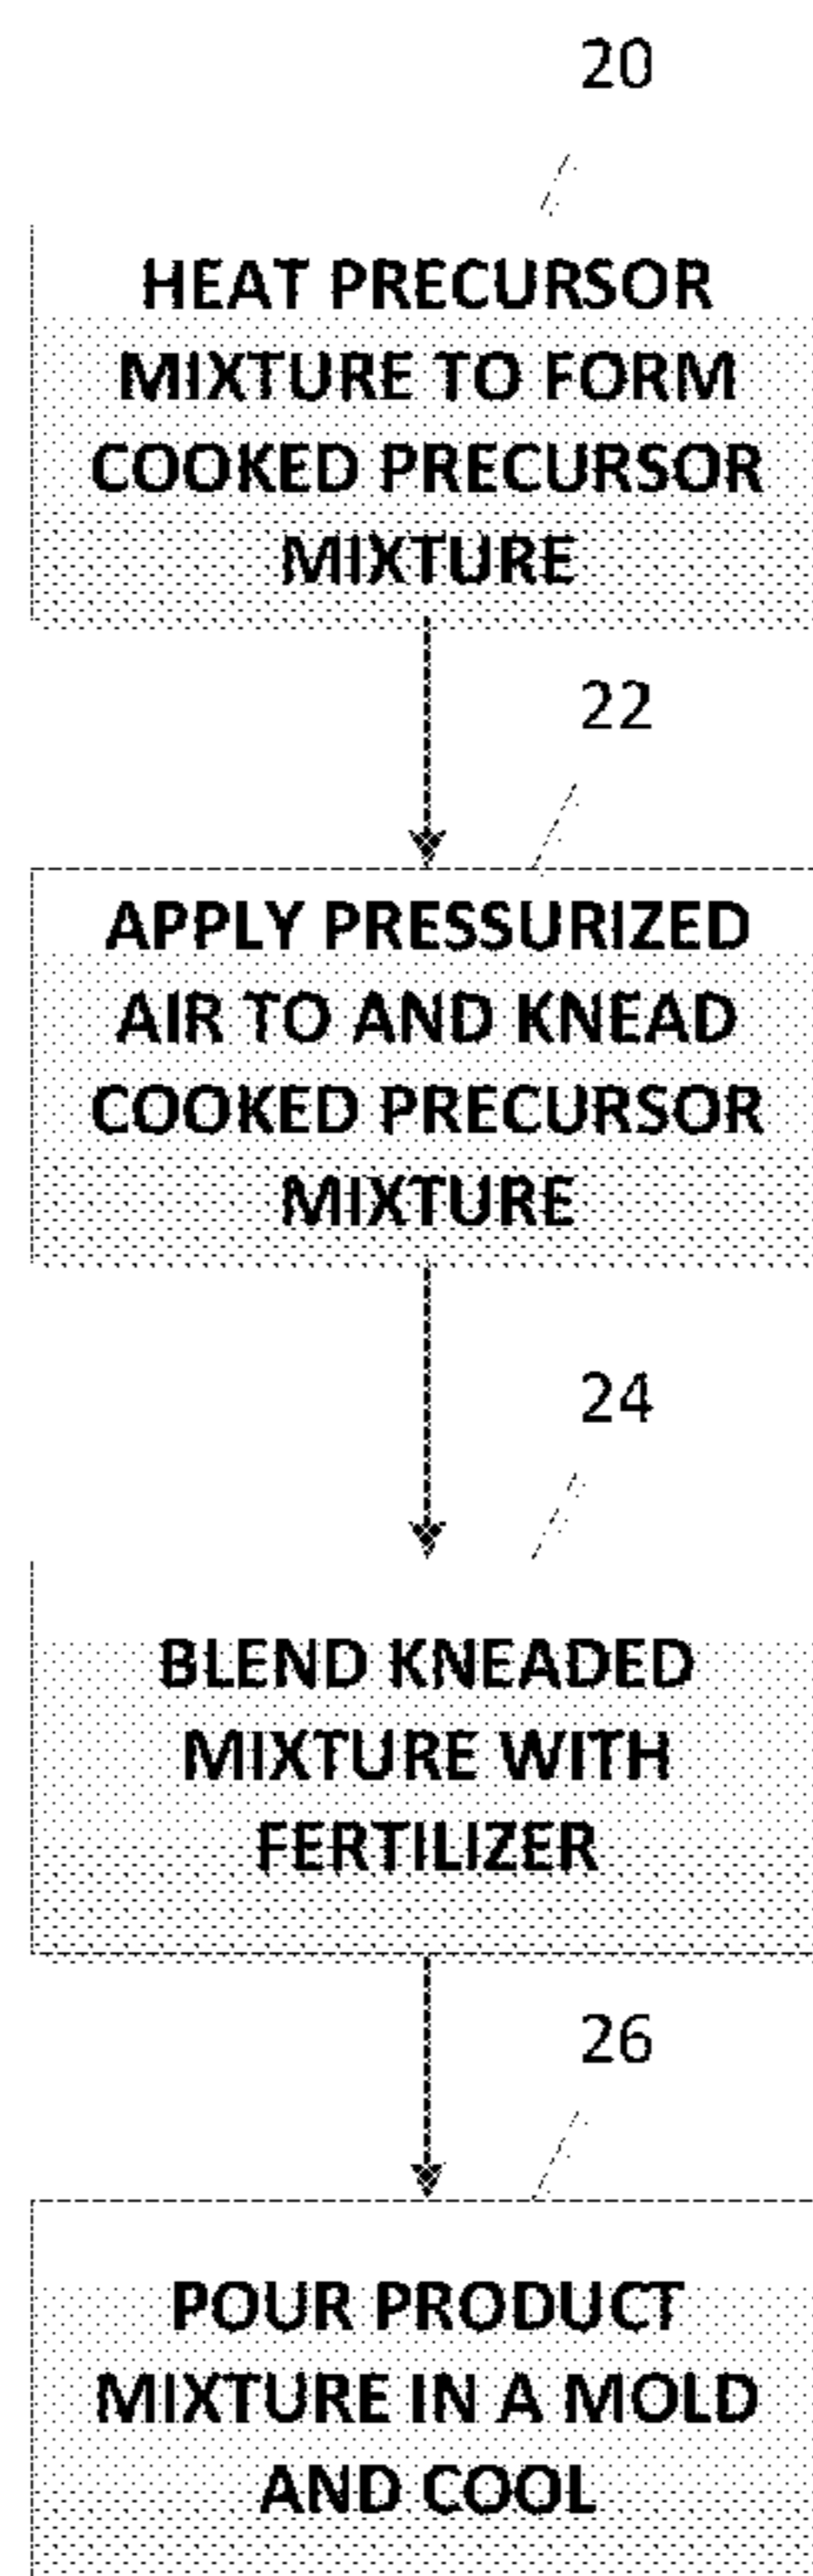 20
HEAT PRECURSOR
MIXTURE TO FORM
COOKED PRECURSOR
MIXTURE
22
APPLY PRESSURIZED
AIR TO AND KNEAD
COOKED PRECURSOR
MIXTURE
24
BLEND KNEADED
MIXTURE WITH
FERTILIZER
26
POUR PRODUCT
MIXTURE IN A MOLD
AND COOL